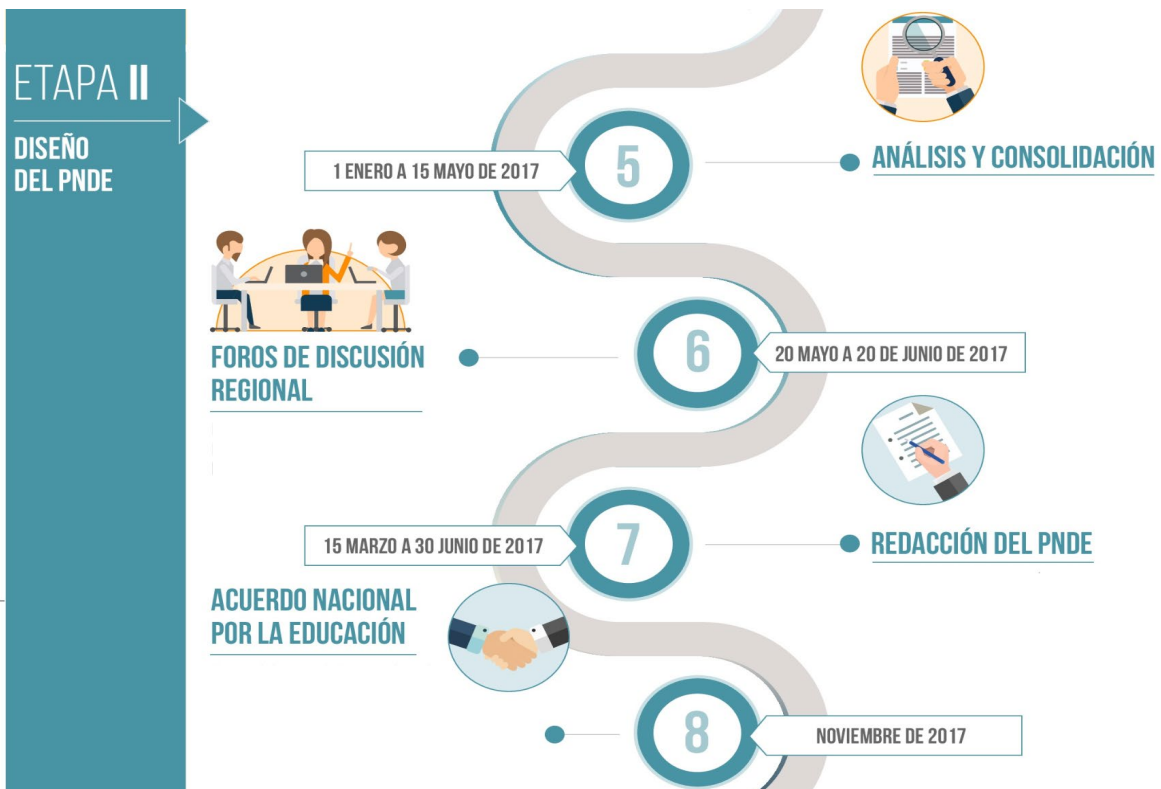 ETAPA II
DISEÑO
DEL PNDE
1 ENERO A 15 MAYO DE 2017
5
ANÁLISIS Y CONSOLIDACIÓN
FOROS DE DISCUSIÓN
REGIONAL
6
20 MAYO A 20 DE JUNIO DE 2017
15 MARZO A 30 JUNIO DE 2017
7
REDACCIÓN DEL PNDE
ACUERDO NACIONAL
POR LA EDUCACIÓN
8
NOVIEMBRE DE 2017